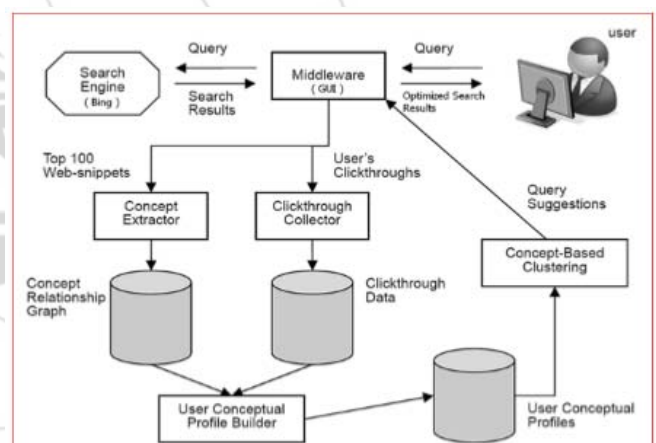 user
Query
Query
Search
Engine
( Bing )
Middleware
( GUI )
Search
Results
Optimized Search
Results
Top 100
Web-snippets
User's
Clickthroughs
Concept
Extractor
Clickthrough
Collector
Query
Suggestions
Concept-Based
Clustering
Concept
Relationship
Graph
Clickthrough
Data
User Conceptual
Profile Builder
User Conceptual
Profiles